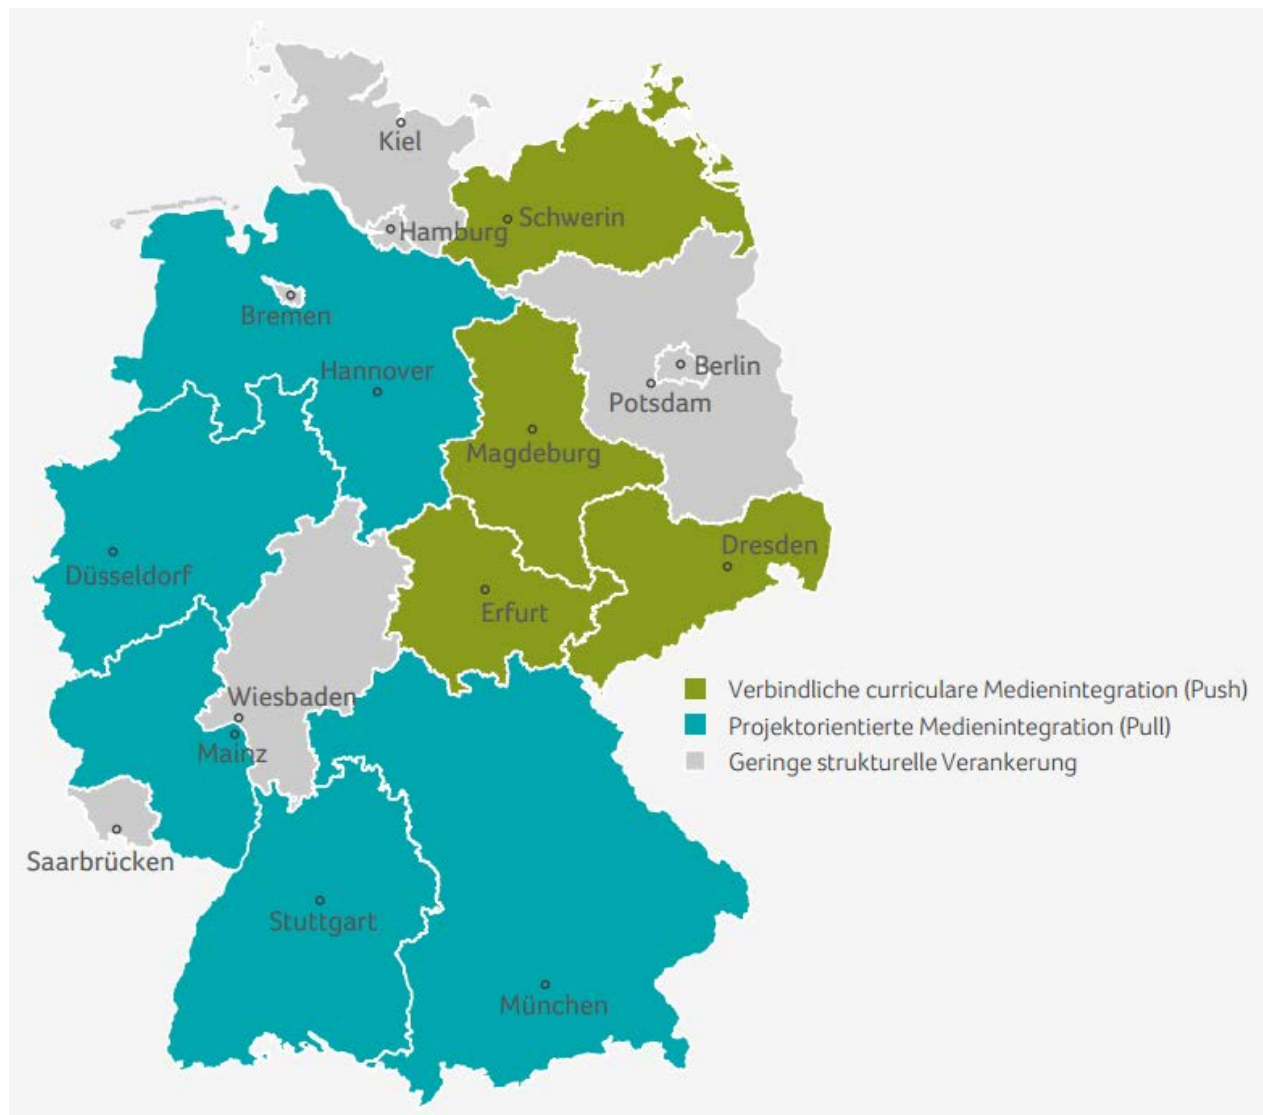 Kiel
Schwerin
Hamburg
Bremen
Hannover
Berlin
Potsdam
Magdeburg
Dresden
Düsseldorf
Erfurt
Wiesbaden
Mainz
Verbindliche curriculare Medienintegration (Push)
Projektorientierte Medienintegration (Pull)
Geringe strukturelle Verankerung
Saarbrücken
Stuttgart
München